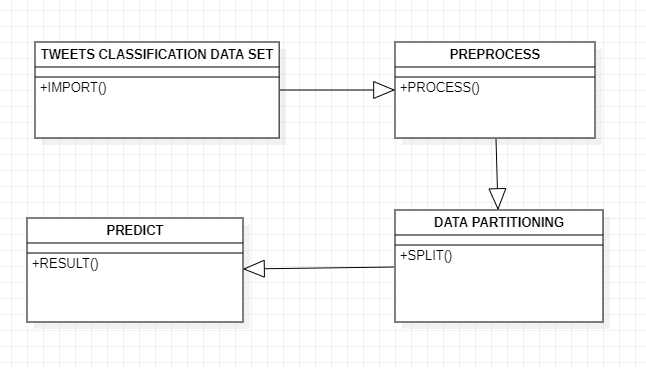 TWEETS CLASSIFICATION DATA SET
+IMPORT()
PREPROCESS
+PROCESS()
DATA PARTITIONING
+SPLIT()
PREDICT
+RESULT()